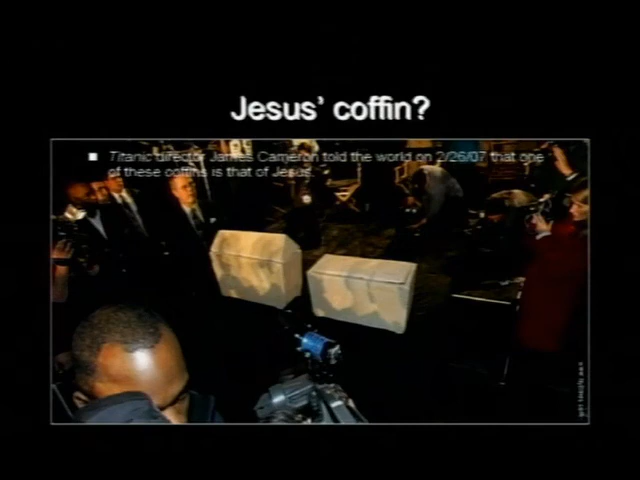 Jesus' coffin?
Titanic director James Cameron told the world on 2/26/07 that one
of these coffins is that of Jesus.